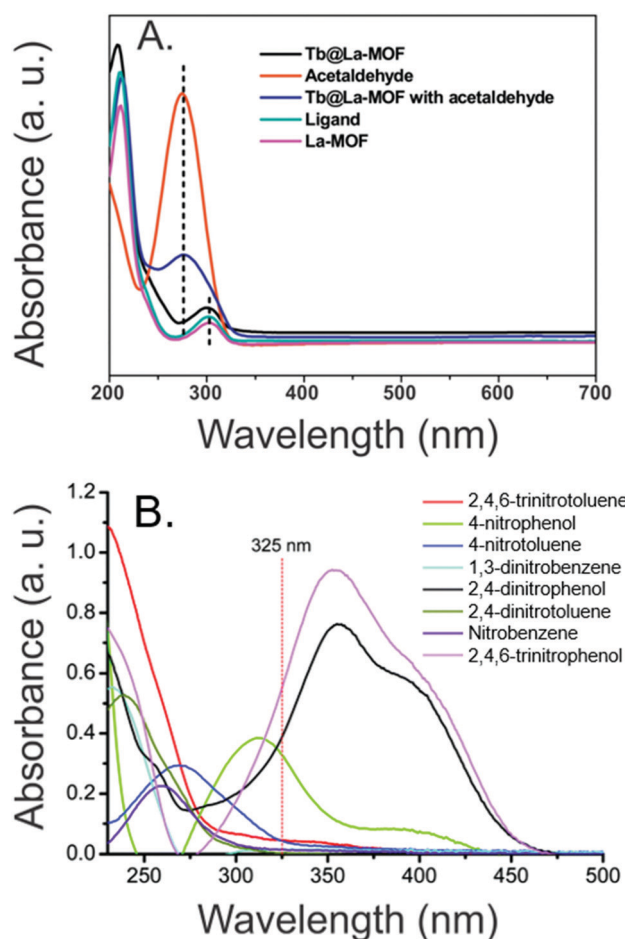 A.
Tb@La-MOF
Acetaldehyde
Tb@La-MOF with acetaldehyde
Ligand
La-MOF
Absorbance (a. u.)
200 300 400 500 600 700
Wavelength (nm)
B.
325 nm
2,4,6-trinitrotoluene
4-nitrophenol
4-nitrotoluene
1,3-dinitrobenzene
2,4-dinitrophenol
2,4-dinitrotoluene
Nitrobenzene
2,4,6-trinitrophenol
Absorbance (a. u.)
1.2
1.0
0.8
0.6
0.4
0.2
0.0
250 300 350 400 450 500
Wavelength (nm)